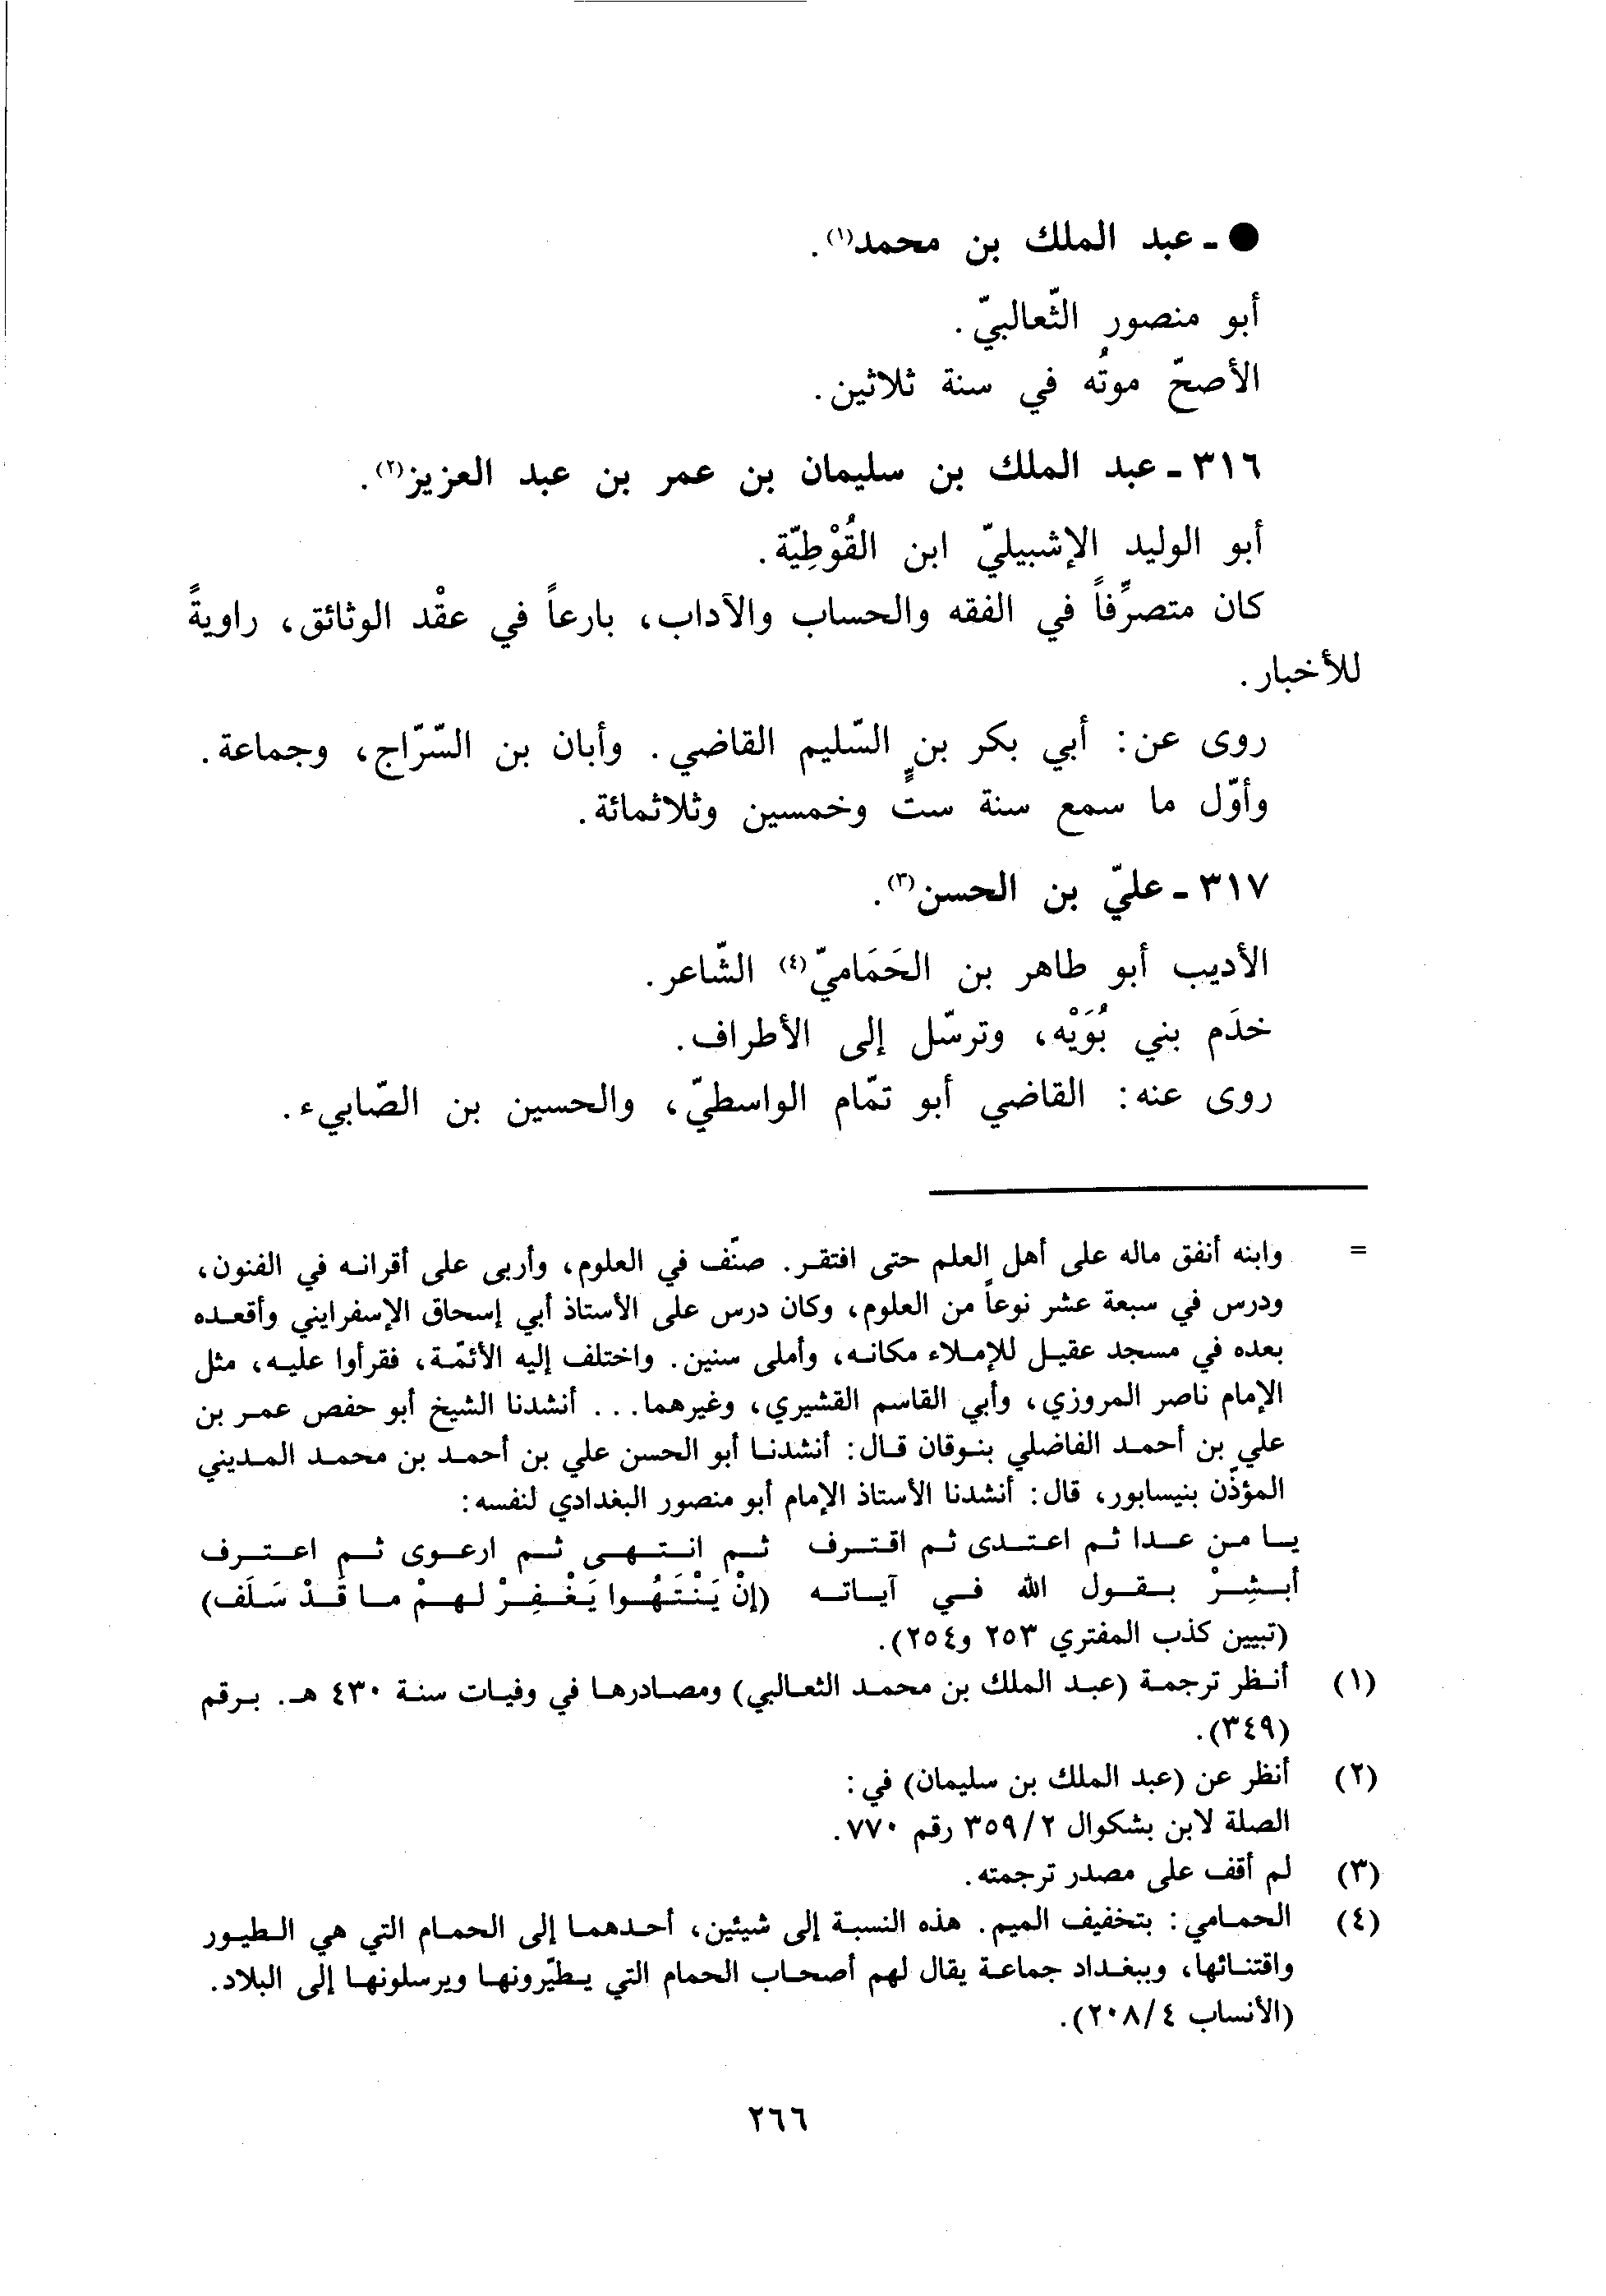 ● ـ عبد الملك بن محمد(١).
أبو منصور الثّعالبيّ.
الأصحّ موتُه في سنة ثلاثين.
٣١٦ ـ عبد الملك بن سليمان بن عمر بن عبد العزيز(٢).
أبو الوليد الإشبيليّ ابن القُوْطِيّة.
كان متصرِّفاً في الفقه والحساب والآداب، بارعاً في عقْد الوثائق، راويةً
للأخبار.
روى عن: أبي بكر بن السّليم القاضي. وأبان بن السّرّاج، وجماعة.
وأوّل ما سمع سنة ستٍّ وخمسين وثلاثمائة.
٣١٧ ـ عليّ بن الحسن(٣).
الأديب أبو طاهر بن الحَمَاميّ(٤) الشّاعر.
خدَم بني بُوَيْه، وترسّل إلى الأطراف.
روى عنه: القاضي أبو تمّام الواسطيّ، والحسين بن الصّابيء.
= وابنه أنفق ماله على أهل العلم حتى افتقر. صنّف في العلوم، وأربى على أقرانه في الفنون،
ودرس في سبعة عشر نوعاً من العلوم، وكان درس على الأستاذ أبي إسحاق الإسفرايني وأقعده
بعده في مسجد عقيل للإملاء مكانه، وأملى سنين. واختلف إليه الأئمّة، فقرأوا عليه، مثل
الإمام ناصر المروزي، وأبي القاسم القشيري، وغيرهما... أنشدنا الشيخ أبو حفص عمر بن
علي بن أحمد الفاضلي بنوقان قال: أنشدنا أبو الحسن علي بن أحمد بن محمد المديني
المؤذّن بنيسابور، قال: أنشدنا الأستاذ الإمام أبو منصور البغدادي لنفسه:
يا من عدا ثم اعتدى ثم اقترف ثم انتهى ثم ارعوى ثم اعترف
أبشِرْ بقول الله في آياته (إنْ يَنْتَهُوا يَغْفِرْ لهمْ ما قَدْ سَلَف)
(تبيين كذب المفتري ٢٥٣ و٢٥٤).
(١) أنظر ترجمة (عبد الملك بن محمد الثعالبي) ومصادرها في وفيات سنة ٤٣٠ هـ. برقم
(٣٤٩).
(٢) أنظر عن (عبد الملك بن سليمان) في:
الصلة لابن بشكوال ٣٥٩/٢ رقم ٧٧٠.
(٣) لم أقف على مصدر ترجمته.
(٤) الحمامي: بتخفيف الميم. هذه النسبة إلى شيئين، أحدهما إلى الحمام التي هي الطيور
واقتنائها، وببغداد جماعة يقال لهم أصحاب الحمام التي يطيّرونها ويرسلونها إلى البلاد.
(الأنساب ٢٠٨/٤).
٢٦٦